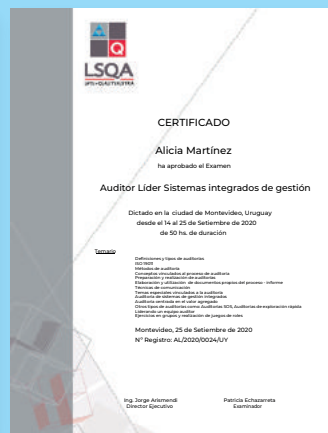 LSQA
CERTIFICADO
Alicia Martínez
ha aprobado el Examen
Auditor Líder Sistemas integrados de gestión
Dictado en la ciudad de Montevideo, Uruguay
desde el 14 al 25 de Setiembre de 2020
de 50 hs. de duración
Temario
Definiciones y tipos de auditorias
ISO 19011
Métodos de auditoría
Conceptos vinculados al proceso de auditoría
Preparación y realización de auditorías
Elaboración y utilización de documentos propios del proceso - informe
Técnicas de comunicación
Temas especiales vinculados a la auditoría
Auditoría de sistemas de gestión integrados
Auditoría centrada en el valor agregado
Otros tipos de auditorías como: Auditorías SOS, Auditorías de exploración rápida
Liderando un equipo auditor
Ejercicios en grupos y realización de juegos de roles
Montevideo, 25 de Setiembre de 2020
Nº Registro: AL/2020/0024/UY
Ing. Jorge Arismendi
Director Ejecutivo
Patricia Echazarreta
Examinador